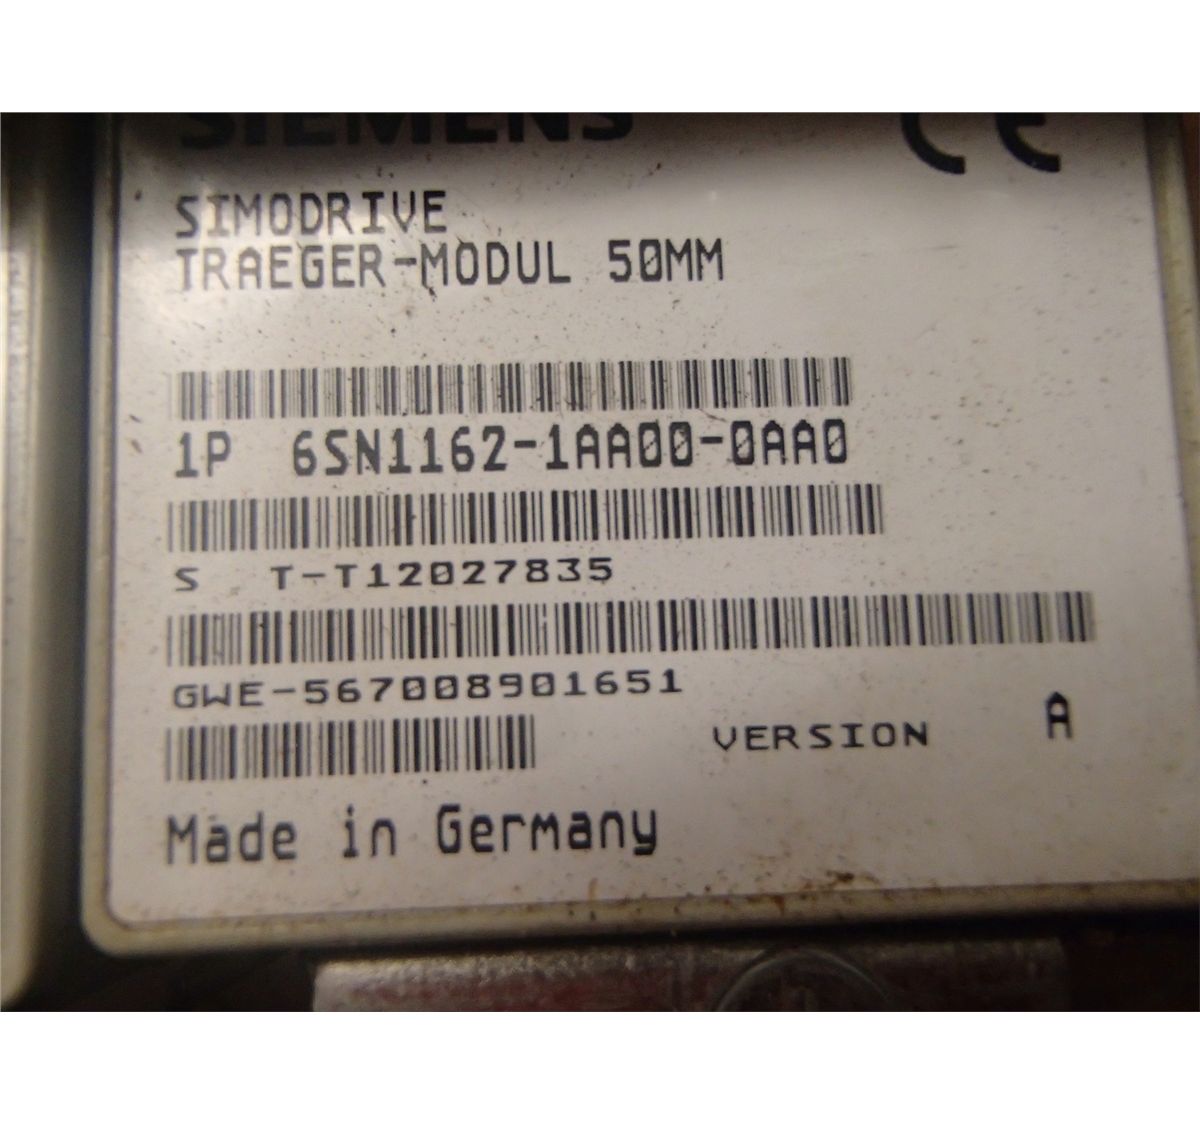 SIEMENS
CE
SIMODRIVE
TRAEGER-MODUL 50MM
1P 6SN1162-1AA00-0AA0
S T-T12027835
GWE-567008901651
VERSION A
Made in Germany